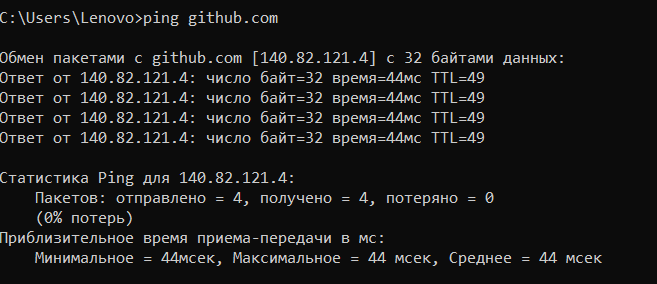 C:\Users\Lenovo>ping github.com
Обмен пакетами с github.com [140.82.121.4] с 32 байтами данных:
Ответ от 140.82.121.4: число байт=32 время=44мс TTL=49
Ответ от 140.82.121.4: число байт=32 время=44мс TTL=49
Ответ от 140.82.121.4: число байт=32 время=44мс TTL=49
Ответ от 140.82.121.4: число байт=32 время=44мс TTL=49
Статистика Ping для 140.82.121.4:
Пакетов: отправлено = 4, получено = 4, потеряно = 0
(0% потерь)
Приблизительное время приема-передачи в мс:
Минимальное = 44мсек, Максимальное = 44 мсек, Среднее = 44 мсек